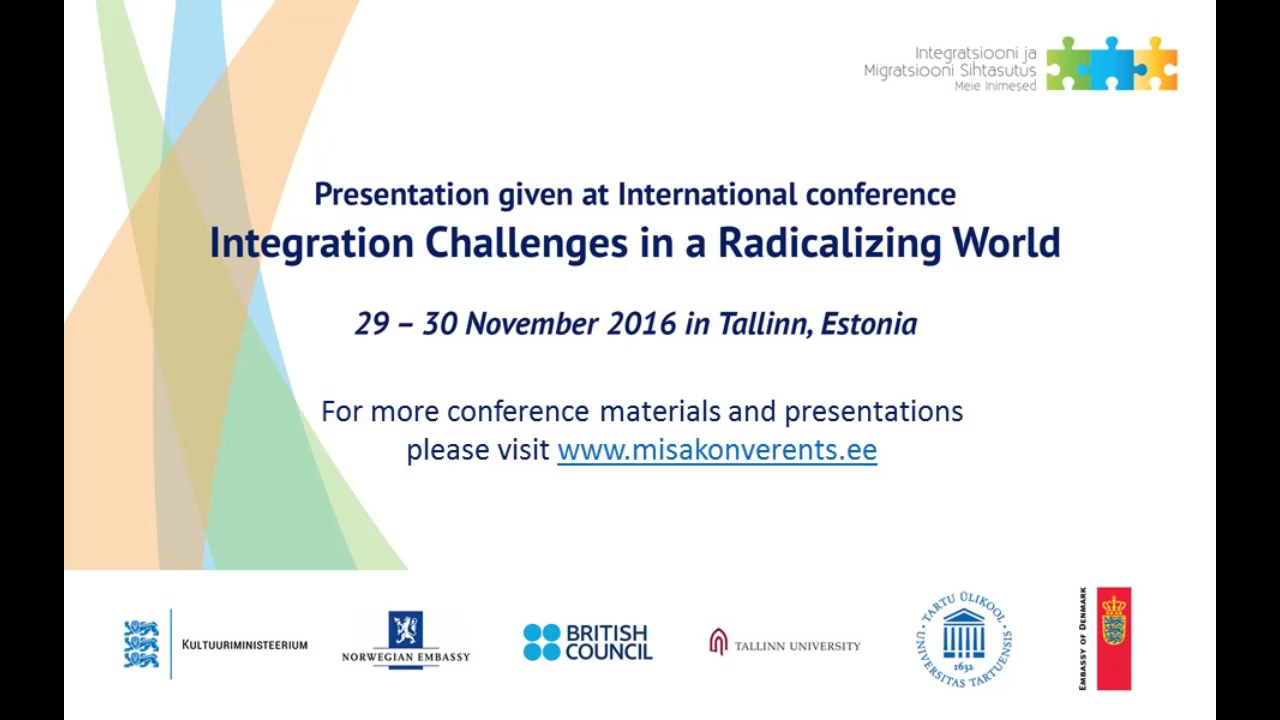 Integratsiooni ja
Migratsiooni Sihtasutus
Meie Inimesed
Presentation given at International conference
Integration Challenges in a Radicalizing World
29 – 30 November 2016 in Tallinn, Estonia
For more conference materials and presentations
please visit www.misakonverents.ee
KULTUURIMINISTEERIUM
NORWEGIAN EMBASSY
BRITISH
COUNCIL
TALLINN UNIVERSITY
TARTU ÜLIKOOL
UNIVERSITAS TARTUENSIS
1632
EMBASSY OF DENMARK